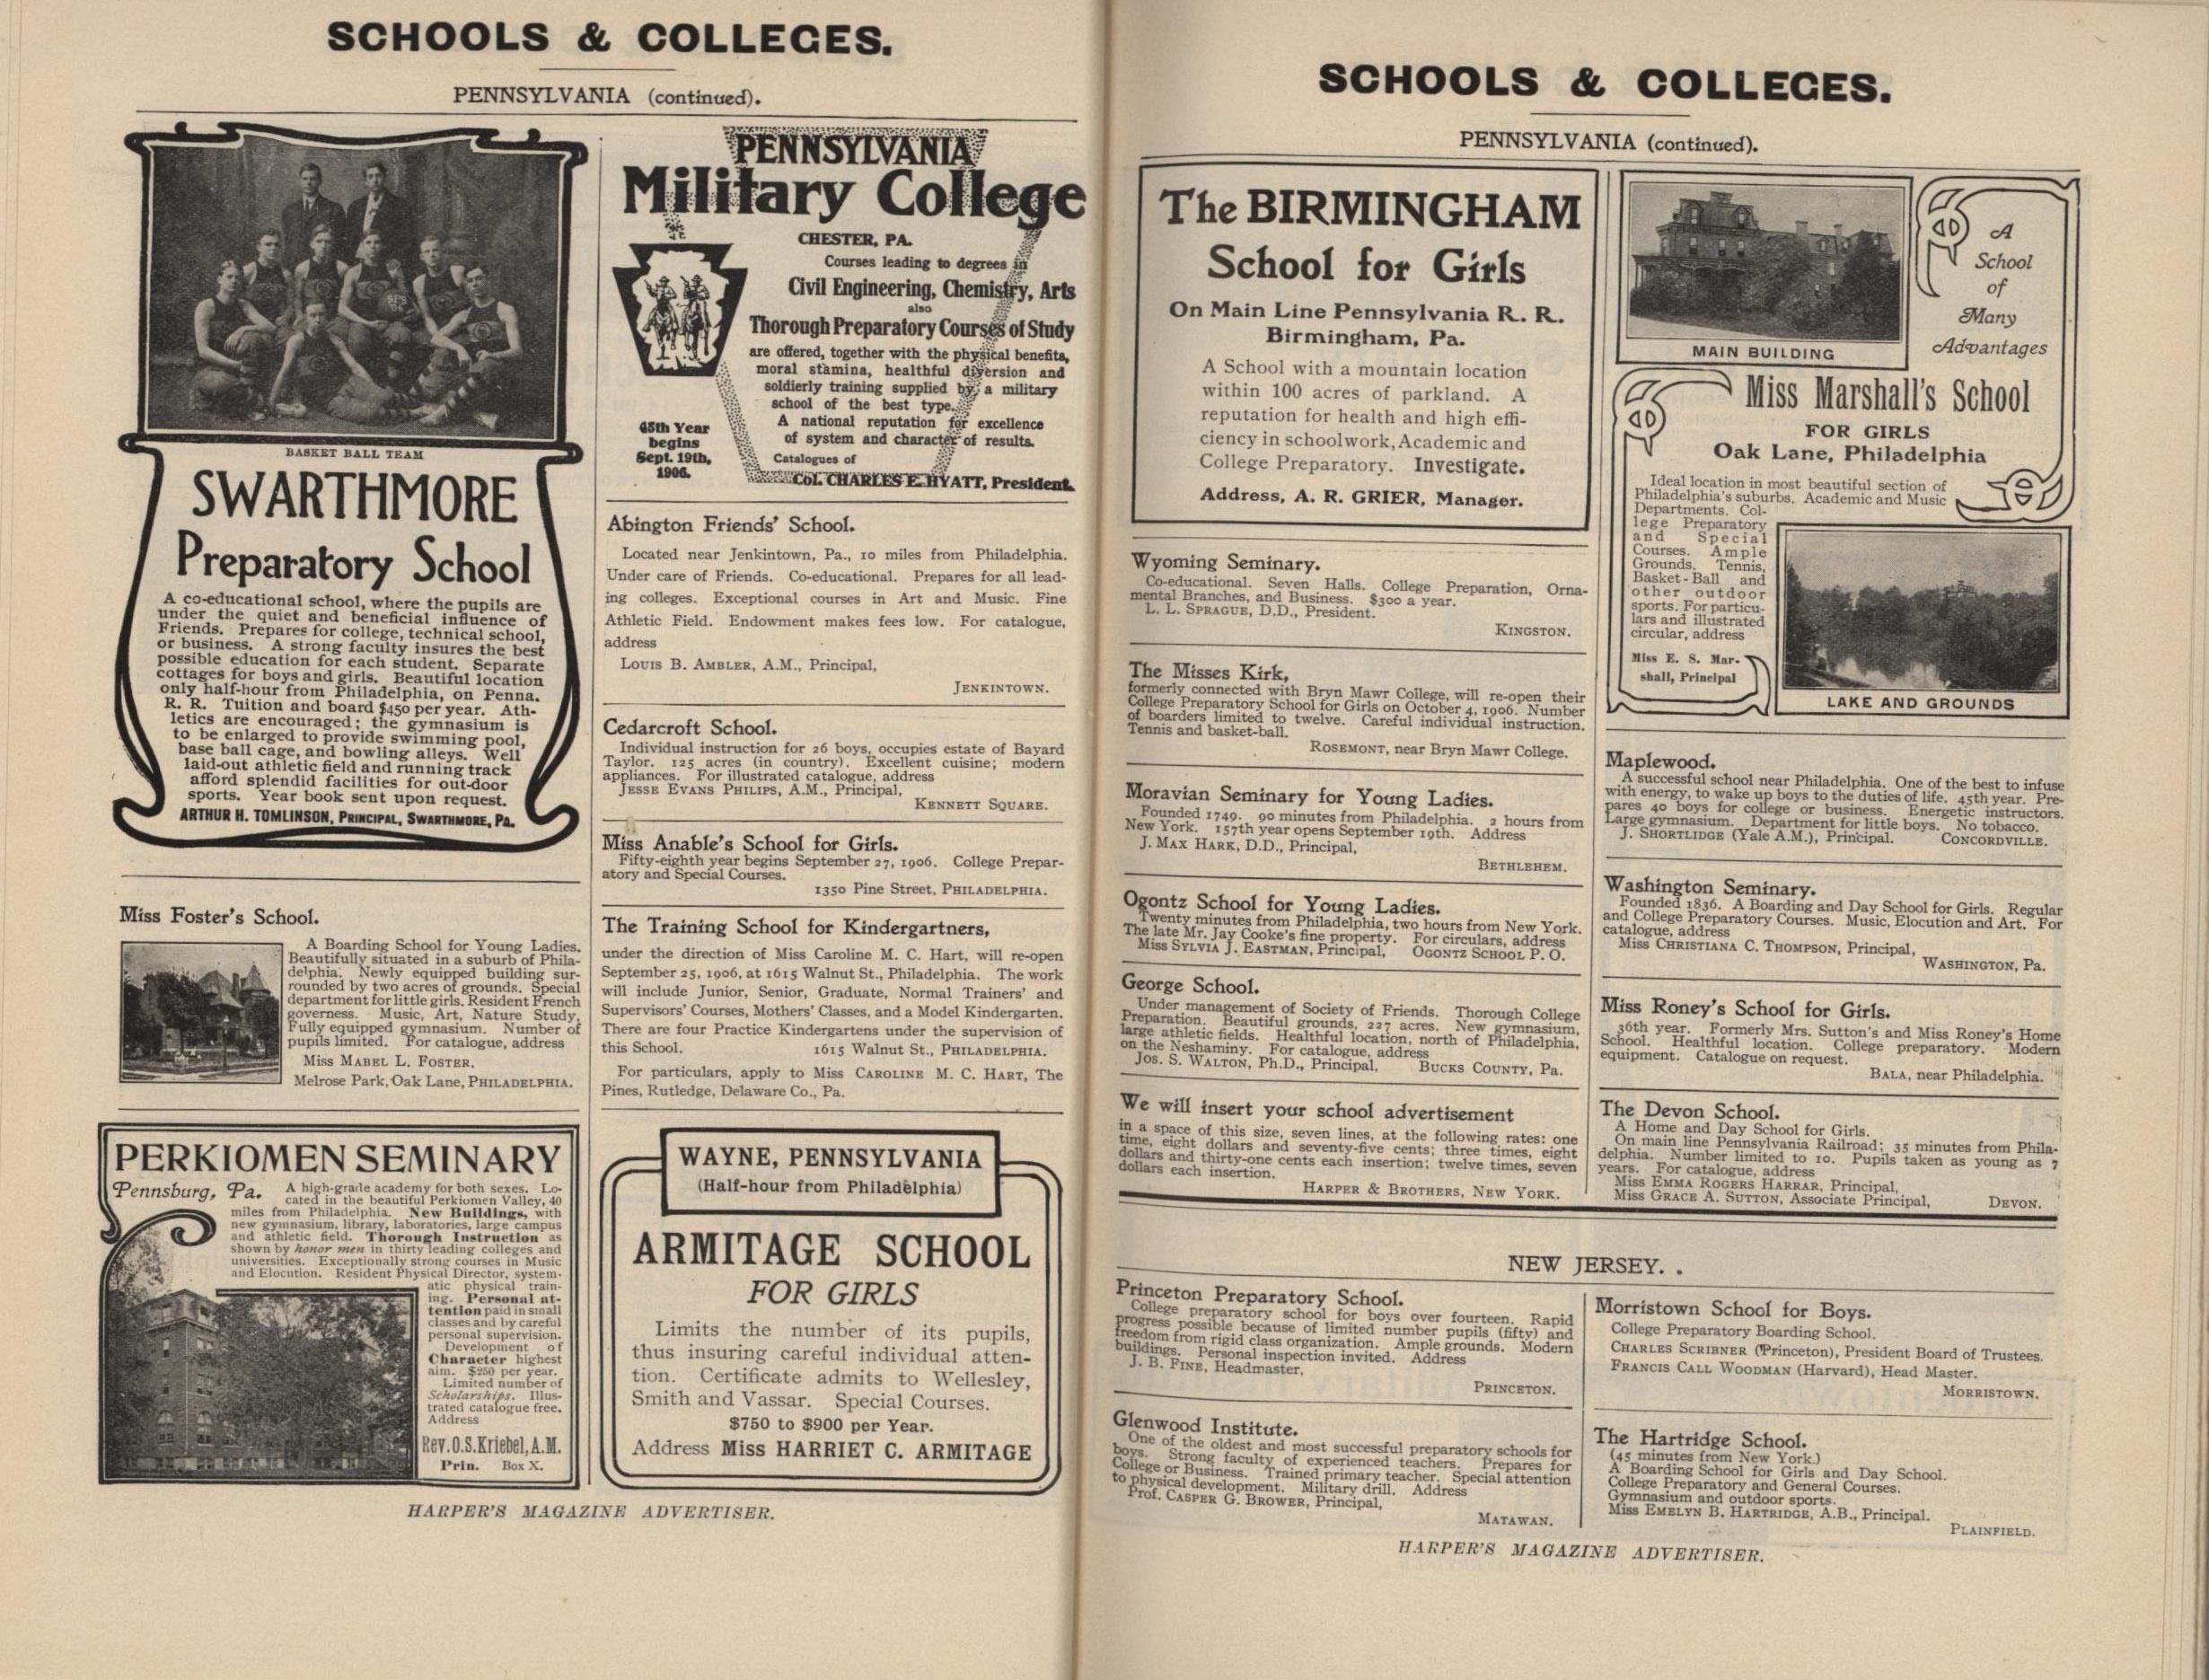 SCHOOLS & COLLEGES.
PENNSYLVANIA (continued).
BASKET BALL TEAM
SWARTHMORE
Preparatory School
A co-educational school, where the pupils are
under the quiet and beneficial influence of
Friends. Prepares for college, technical school,
or business. A strong faculty insures the best
possible education for each student. Separate
cottages for boys and girls. Beautiful location
only half-hour from Philadelphia, on Penna.
R. R. Tuition and board $450 per year. Ath-
letics are encouraged; the gymnasium is
to be enlarged to provide swimming pool,
base ball cage, and bowling alleys. Well
laid-out athletic field and running track
afford splendid facilities for out-door
sports. Year book sent upon request.
ARTHUR H. TOMLINSON, PRINCIPAL, SWARTHMORE, PA.
Miss Foster's School.
A Boarding School for Young Ladies.
Beautifully situated in a suburb of Phila-
delphia. Newly equipped building sur-
rounded by two acres of grounds. Special
department for little girls. Resident French
governess. Music, Art, Nature Study,
Fully equipped gymnasium. Number of
pupils limited. For catalogue, address
Miss MABEL L. FOSTER,
Melrose Park, Oak Lane, PHILADELPHIA.
PERKIOMEN SEMINARY
Pennsburg, Pa. A high-grade academy for both sexes. Lo-
cated in the beautiful Perkiomen Valley, 40
miles from Philadelphia. New Buildings, with
new gymnasium, library, laboratories, large campus
and athletic field. Thorough Instruction as
shown by honor men in thirty leading colleges and
universities. Exceptionally strong courses in Music
and Elocution. Resident Physical Director, system-
atic physical train-
ing. Personal at-
tention paid in small
classes and by careful
personal supervision.
Development of
Character highest
aim. $250 per year.
Limited number of
Scholarships. Illus-
trated catalogue free.
Address
Rev. O. S. Kriebel, A.M.
Prin. Box X.
PENNSYLVANIA
Military College
CHESTER, PA.
Courses leading to degrees in
Civil Engineering, Chemistry, Arts
also
Thorough Preparatory Courses of Study
are offered, together with the physical benefits,
moral stamina, healthful diversion and
soldierly training supplied by a military
school of the best type.
A national reputation for excellence
of system and character of results.
45th Year
begins
Sept. 19th,
1906.
Catalogues of
Col. CHARLES E. HYATT, President.
Abington Friends' School.
Located near Jenkintown, Pa., 10 miles from Philadelphia.
Under care of Friends. Co-educational. Prepares for all lead-
ing colleges. Exceptional courses in Art and Music. Fine
Athletic Field. Endowment makes fees low. For catalogue,
address
LOUIS B. AMBLER, A.M., Principal,
JENKINTOWN.
Cedarcroft School.
Individual instruction for 26 boys, occupies estate of Bayard
Taylor. 125 acres (in country). Excellent cuisine; modern
appliances. For illustrated catalogue, address
JESSE EVANS PHILIPS, A.M., Principal,
KENNETT SQUARE.
Miss Anable's School for Girls.
Fifty-eighth year begins September 27, 1906. College Prepar-
atory and Special Courses.
1350 Pine Street, PHILADELPHIA.
The Training School for Kindergartners,
under the direction of Miss Caroline M. C. Hart, will re-open
September 25, 1906, at 1615 Walnut St., Philadelphia. The work
will include Junior, Senior, Graduate, Normal Trainers' and
Supervisors' Courses, Mothers' Classes, and a Model Kindergarten.
There are four Practice Kindergartens under the supervision of
this School. 1615 Walnut St., PHILADELPHIA.
For particulars, apply to Miss CAROLINE M. C. HART, The
Pines, Rutledge, Delaware Co., Pa.
WAYNE, PENNSYLVANIA
(Half-hour from Philadelphia)
ARMITAGE SCHOOL
FOR GIRLS
Limits the number of its pupils,
thus insuring careful individual atten-
tion. Certificate admits to Wellesley,
Smith and Vassar. Special Courses.
$750 to $900 per Year.
Address Miss HARRIET C. ARMITAGE
HARPER'S MAGAZINE ADVERTISER.
SCHOOLS & COLLEGES.
PENNSYLVANIA (continued).
The BIRMINGHAM
School for Girls
On Main Line Pennsylvania R. R.
Birmingham, Pa.
A School with a mountain location
within 100 acres of parkland. A
reputation for health and high effi-
ciency in schoolwork, Academic and
College Preparatory. Investigate.
Address, A. R. GRIER, Manager.
Wyoming Seminary.
Co-educational. Seven Halls. College Preparation, Orna-
mental Branches, and Business. $300 a year.
L. L. SPRAGUE, D.D., President.
KINGSTON.
The Misses Kirk,
formerly connected with Bryn Mawr College, will re-open their
College Preparatory School for Girls on October 4, 1906. Number
of boarders limited to twelve. Careful individual instruction.
Tennis and basket-ball.
ROSEMONT, near Bryn Mawr College.
Moravian Seminary for Young Ladies.
Founded 1749. 90 minutes from Philadelphia. 2 hours from
New York. 157th year opens September 19th. Address
J. MAX HARK, D.D., Principal,
BETHLEHEM.
Ogontz School for Young Ladies.
Twenty minutes from Philadelphia, two hours from New York.
The late Mr. Jay Cooke's fine property. For circulars, address
Miss SYLVIA J. EASTMAN, Principal, OGONTZ SCHOOL P. O.
George School.
Under management of Society of Friends. Thorough College
Preparation. Beautiful grounds, 227 acres. New gymnasium,
large athletic fields. Healthful location, north of Philadelphia,
on the Neshaminy. For catalogue, address
JOS. S. WALTON, Ph.D., Principal, BUCKS COUNTY, Pa.
We will insert your school advertisement
in a space of this size, seven lines, at the following rates: one
time, eight dollars and seventy-five cents; three times, eight
dollars and thirty-one cents each insertion; twelve times, seven
dollars each insertion.
HARPER & BROTHERS, NEW YORK.
MAIN BUILDING
A
School
of
Many
Advantages
Miss Marshall's School
FOR GIRLS
Oak Lane, Philadelphia
Ideal location in most beautiful section of
Philadelphia's suburbs. Academic and Music
Departments. Col-
lege Preparatory
and Special
Courses. Ample
Grounds. Tennis,
Basket-Ball and
other outdoor
sports. For particu-
lars and illustrated
circular, address
Miss E. S. Mar-
shall, Principal
LAKE AND GROUNDS
Maplewood.
A successful school near Philadelphia. One of the best to infuse
with energy, to wake up boys to the duties of life. 45th year. Pre-
pares 40 boys for college or business. Energetic instructors.
Large gymnasium. Department for little boys. No tobacco.
J. SHORTLIDGE (Yale A.M.), Principal. CONCORDVILLE.
Washington Seminary.
Founded 1836. A Boarding and Day School for Girls. Regular
and College Preparatory Courses. Music, Elocution and Art. For
catalogue, address
Miss CHRISTIANA C. THOMPSON, Principal,
WASHINGTON, Pa.
Miss Roney's School for Girls.
36th year. Formerly Mrs. Sutton's and Miss Roney's Home
School. Healthful location. College preparatory. Modern
equipment. Catalogue on request.
BALA, near Philadelphia.
The Devon School.
A Home and Day School for Girls.
On main line Pennsylvania Railroad; 35 minutes from Phila-
delphia. Number limited to 10. Pupils taken as young as 7
years. For catalogue, address
Miss EMMA ROGERS HARRAR, Principal,
Miss GRACE A. SUTTON, Associate Principal, DEVON.
NEW JERSEY.
Princeton Preparatory School.
College preparatory school for boys over fourteen. Rapid
progress possible because of limited number pupils (fifty) and
freedom from rigid class organization. Ample grounds. Modern
buildings. Personal inspection invited. Address
J. B. FINE, Headmaster,
PRINCETON.
Glenwood Institute.
One of the oldest and most successful preparatory schools for
boys. Strong faculty of experienced teachers. Prepares for
College or Business. Trained primary teacher. Special attention
to physical development. Military drill. Address
Prof. CASPER G. BROWER, Principal,
MATAWAN.
Morristown School for Boys.
College Preparatory Boarding School.
CHARLES SCRIBNER (Princeton), President Board of Trustees.
FRANCIS CALL WOODMAN (Harvard), Head Master.
MORRISTOWN.
The Hartridge School.
(45 minutes from New York.)
A Boarding School for Girls and Day School.
College Preparatory and General Courses.
Gymnasium and outdoor sports.
Miss EMELYN B. HARTRIDGE, A.B., Principal.
PLAINFIELD.
HARPER'S MAGAZINE ADVERTISER.